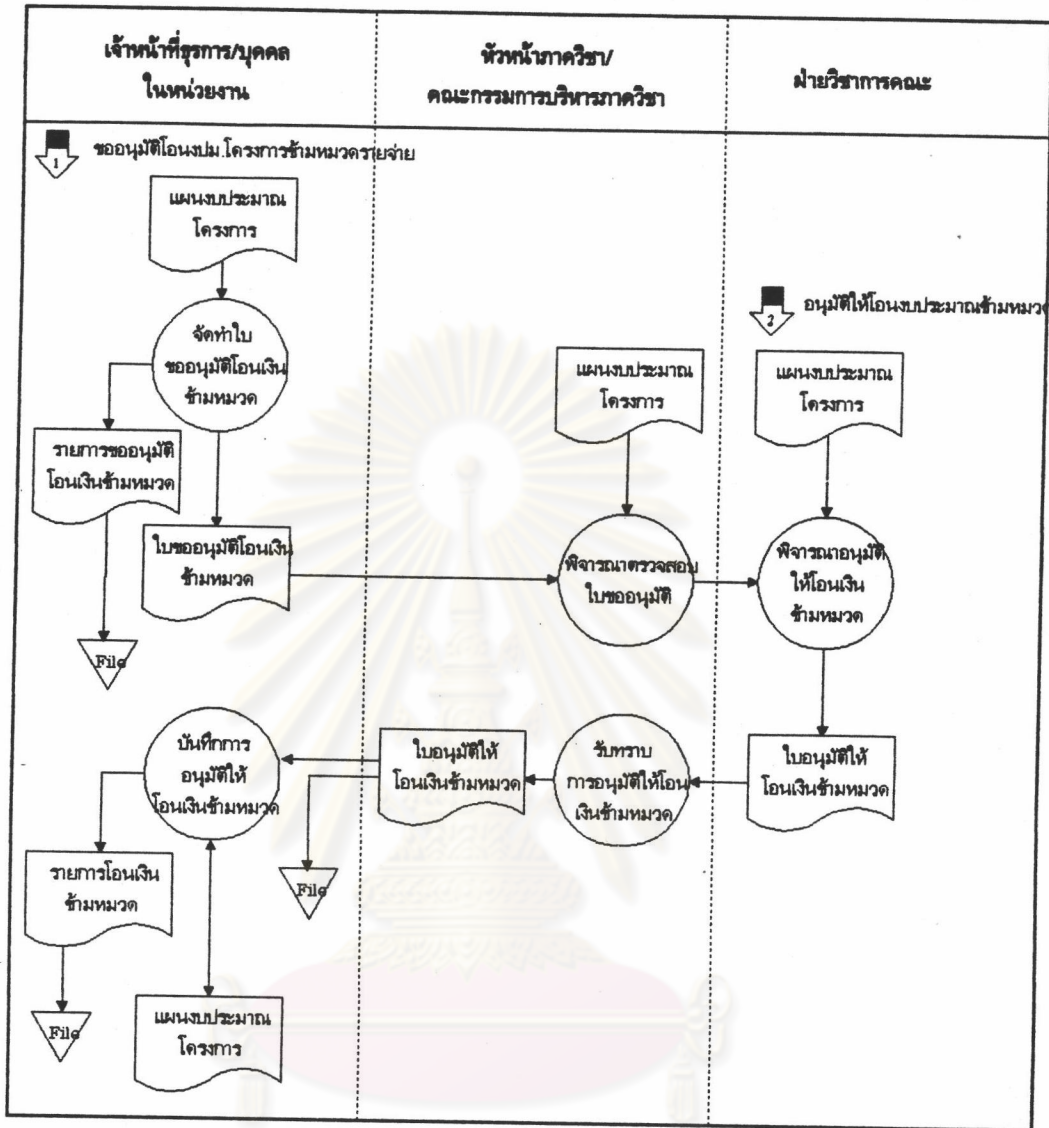 เจ้าหน้าที่ธุรการ/บุคคล
ในหน่วยงาน
หัวหน้าภาควิชา/
คณะกรรมการบริหารภาควิชา
ฝ่ายวิชาการคณะ
1 ขออนุมัติโอนงปม.โครงการข้ามหมวดรายจ่าย
แผนงบประมาณ
โครงการ
จัดทำใบ
ขออนุมัติโอนเงิน
ข้ามหมวด
รายการขออนุมัติ
โอนเงินข้ามหมวด
ใบขออนุมัติโอนเงิน
ข้ามหมวด
File
แผนงบประมาณ
โครงการ
พิจารณาตรวจสอบ
ใบขออนุมัติ
2 อนุมัติให้โอนงบประมาณข้ามหมวด
แผนงบประมาณ
โครงการ
พิจารณาอนุมัติ
ให้โอนเงิน
ข้ามหมวด
ใบอนุมัติให้
โอนเงินข้ามหมวด
รับทราบ
การอนุมัติให้โอน
เงินข้ามหมวด
ใบอนุมัติให้
โอนเงินข้ามหมวด
File
บันทึกการ
อนุมัติให้
โอนเงินข้ามหมวด
รายการโอนเงิน
ข้ามหมวด
File
แผนงบประมาณ
โครงการ